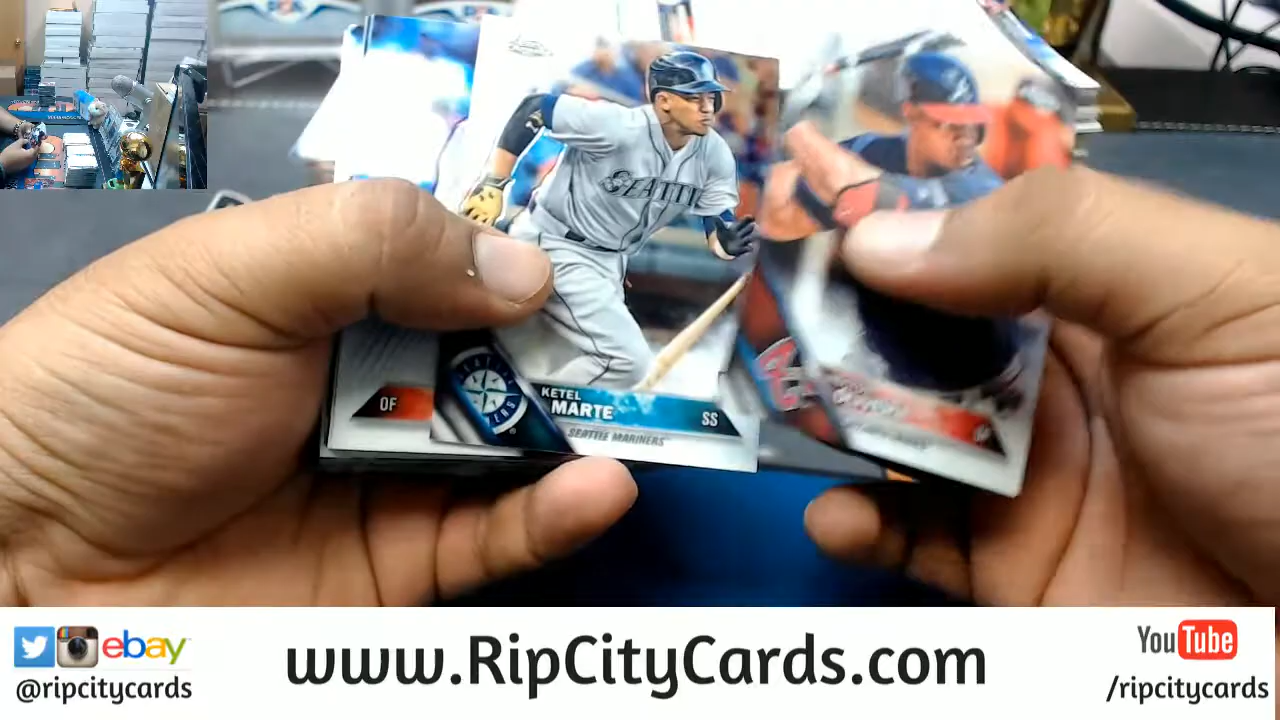 SEATTLE
OF
KETEL
MARTE
SS
SEATTLE MARINERS
ebay
www.RipCityCards.com
YouTube
@ripcitycards
/ripcitycards